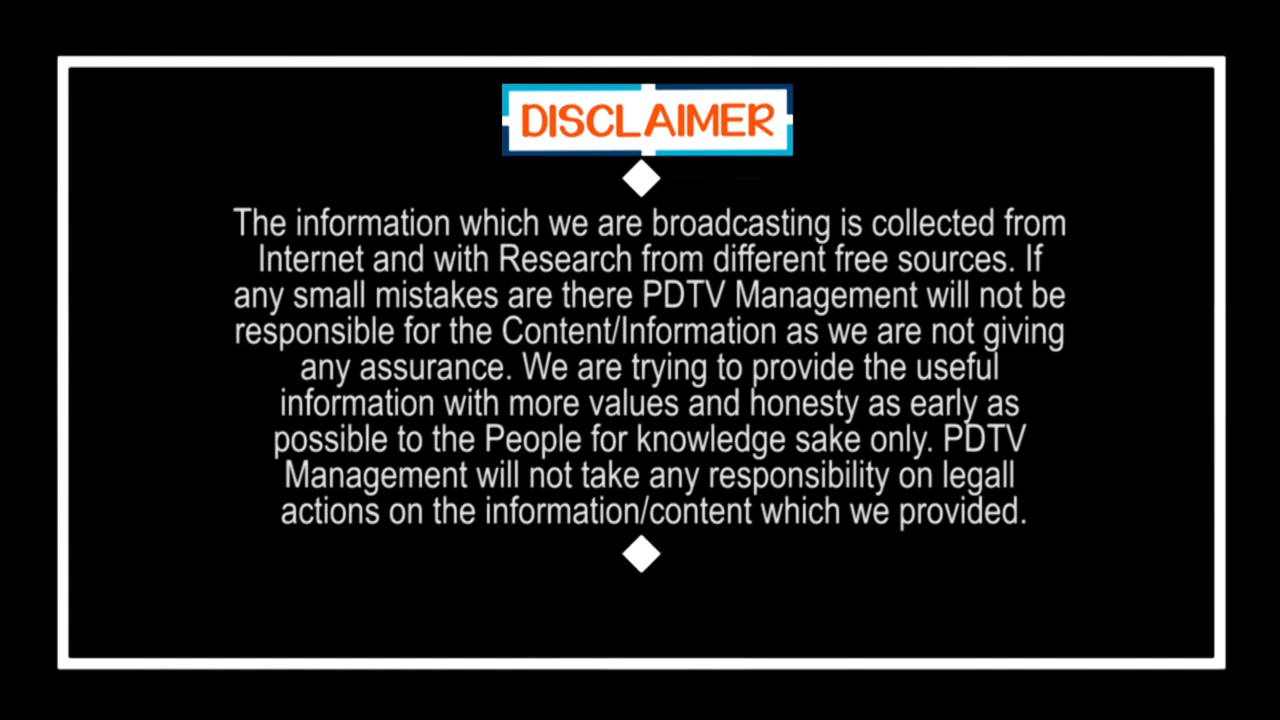 DISCLAIMER
The information which we are broadcasting is collected from
Internet and with Research from different free sources. If
any small mistakes are there PDTV Management will not be
responsible for the Content/Information as we are not giving
any assurance. We are trying to provide the useful
information with more values and honesty as early as
possible to the People for knowledge sake only. PDTV
Management will not take any responsibility on legall
actions on the information/content which we provided.